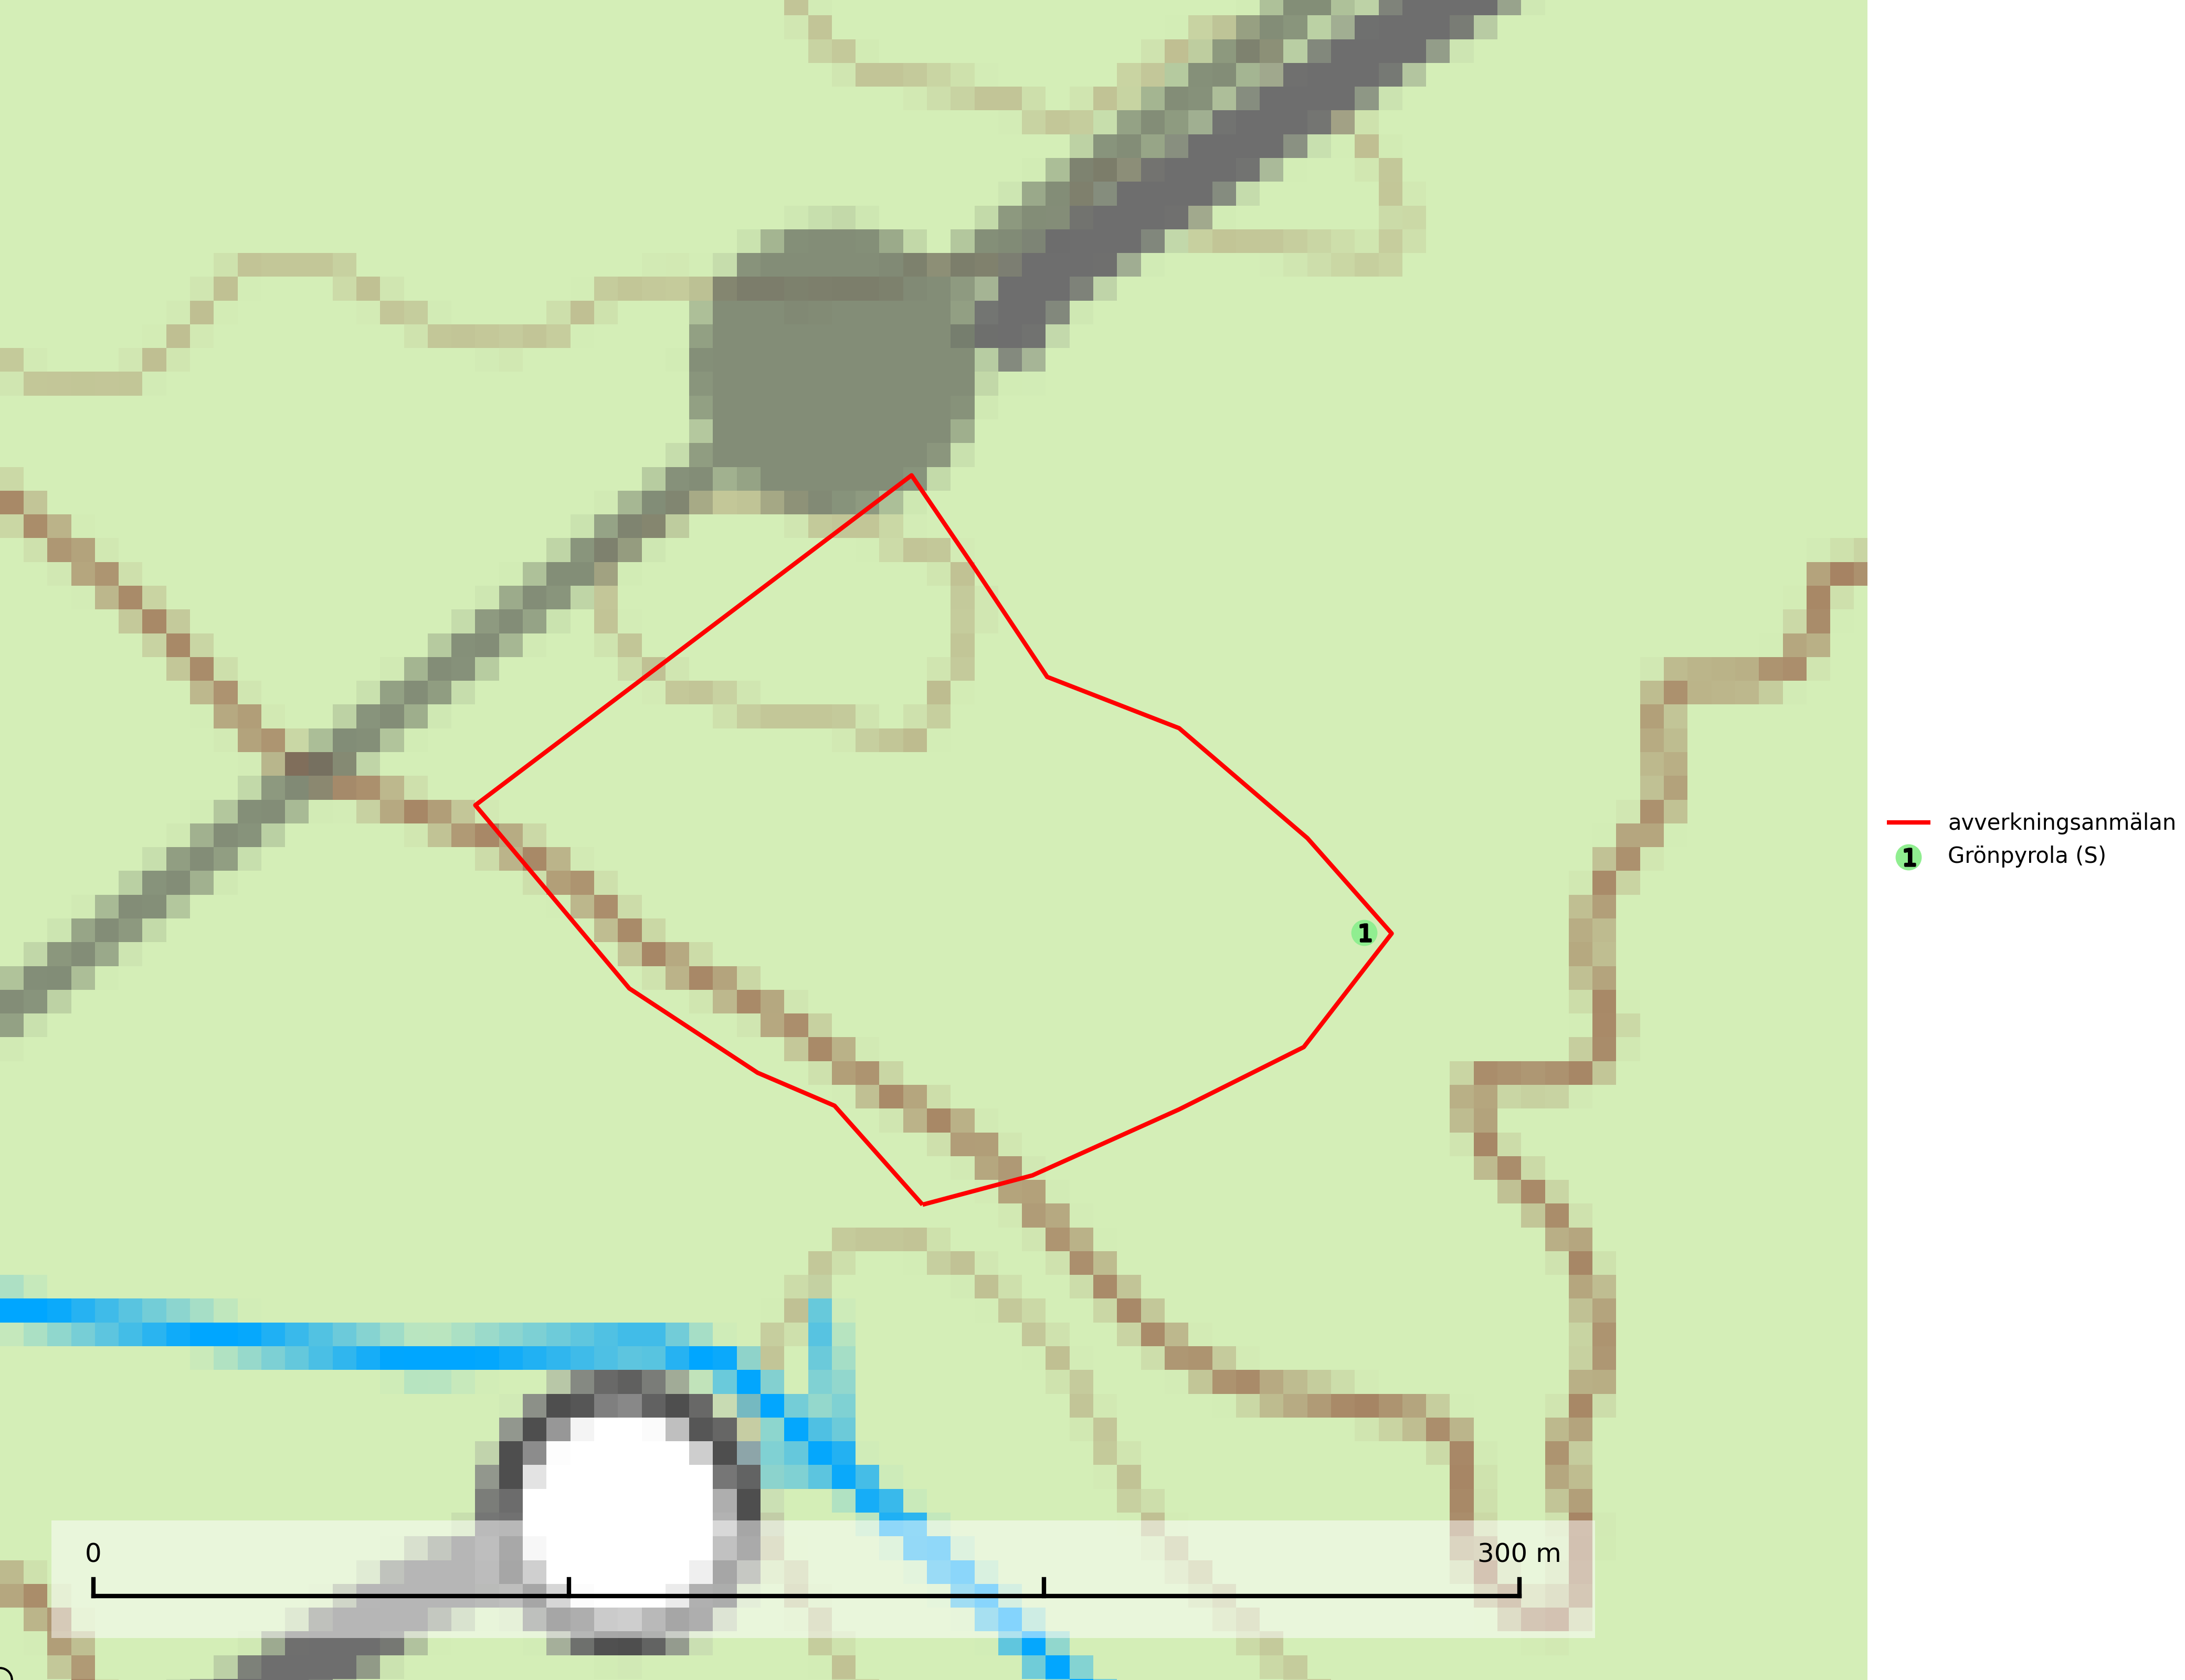 avverkningsanmälan
1 Grönpyrola (S)
1
0 300 m